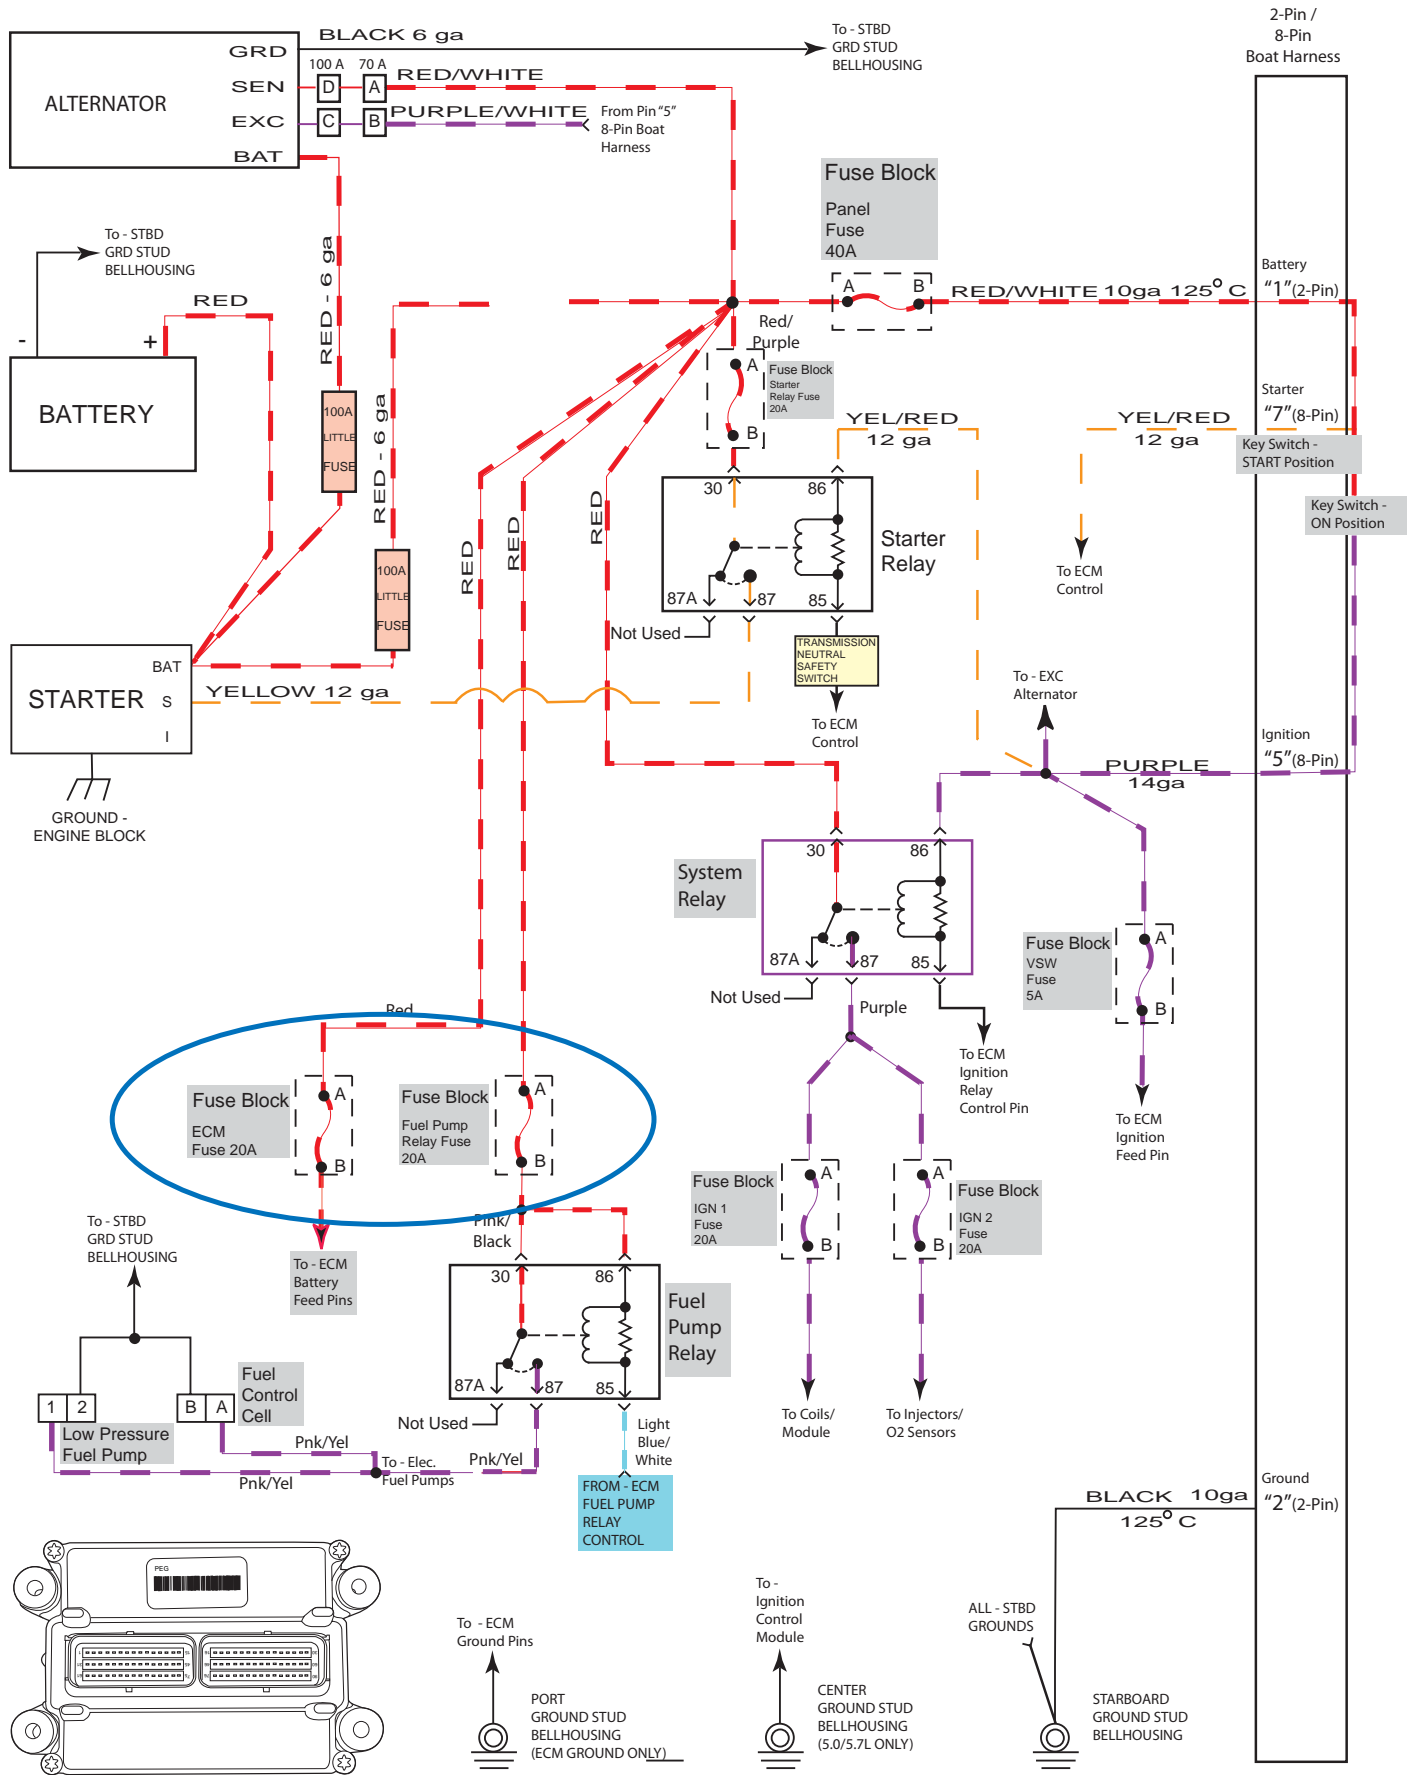 2-Pin /
8-Pin
Boat Harness
BLACK 6 ga
To - STBD
GRD STUD
BELLHOUSING
ALTERNATOR
GRD
SEN
EXC
BAT
100 A
70 A
D
A
C
B
RED/WHITE
PURPLE/WHITE
From Pin “5”
8-Pin Boat
Harness
Fuse Block
Panel
Fuse
40A
A
B
RED/WHITE 10ga 125° C
Battery
“1”(2-Pin)
To - STBD
GRD STUD
BELLHOUSING
RED
-
+
BATTERY
RED - 6 ga
100A
LITTLE
FUSE
RED - 6 ga
100A
LITTLE
FUSE
Red/
Purple
A
B
Fuse Block
Starter
Relay Fuse
20A
YEL/RED
12 ga
YEL/RED
12 ga
Starter
“7”(8-Pin)
Key Switch -
START Position
Key Switch -
ON Position
RED
RED
RED
30
86
Starter
Relay
87A
87
85
Not Used
TRANSMISSION
NEUTRAL
SAFETY
SWITCH
To ECM
Control
To ECM
Control
STARTER
BAT
S
I
YELLOW 12 ga
GROUND -
ENGINE BLOCK
To - EXC
Alternator
PURPLE
14ga
Ignition
“5”(8-Pin)
System
Relay
30
86
87A
87
85
Not Used
Purple
To ECM
Ignition
Relay
Control Pin
Fuse Block
VSW
Fuse
5A
A
B
To ECM
Ignition
Feed Pin
Red
Fuse Block
ECM
Fuse 20A
A
B
Fuse Block
Fuel Pump
Relay Fuse
20A
A
B
Pink/
Black
To - ECM
Battery
Feed Pins
Fuse Block
IGN 1
Fuse
20A
A
B
Fuse Block
IGN 2
Fuse
20A
A
B
To Coils/
Module
To Injectors/
O2 Sensors
To - STBD
GRD STUD
BELLHOUSING
30
86
Fuel
Pump
Relay
87A
87
85
Not Used
Light
Blue/
White
FROM - ECM
FUEL PUMP
RELAY
CONTROL
1
2
B
A
Fuel
Control
Cell
Low Pressure
Fuel Pump
Pnk/Yel
Pnk/Yel
To - Elec.
Fuel Pumps
Pnk/Yel
Ground
“2”(2-Pin)
BLACK 10ga
125° C
PEG
To - ECM
Ground Pins
PORT
GROUND STUD
BELLHOUSING
(ECM GROUND ONLY)
To -
Ignition
Control
Module
CENTER
GROUND STUD
BELLHOUSING
(5.0/5.7L ONLY)
ALL - STBD
GROUNDS
STARBOARD
GROUND STUD
BELLHOUSING